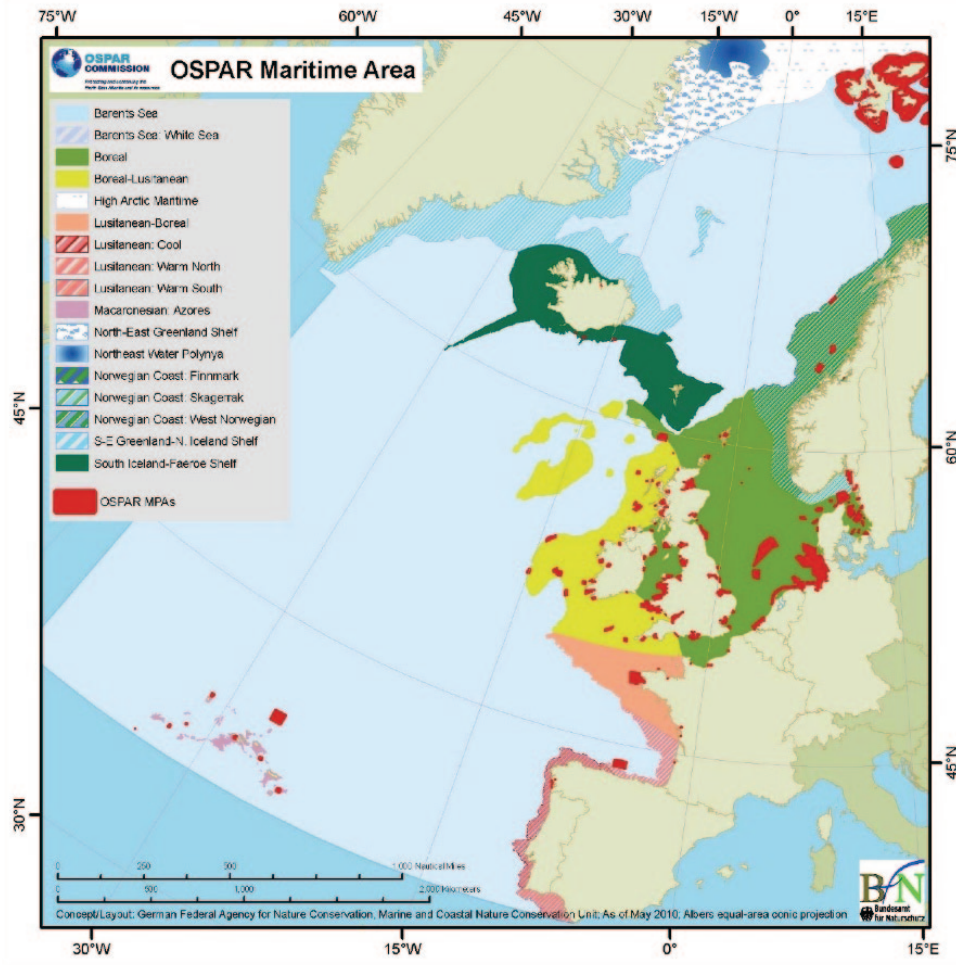 75°W 60°W 45°W 30°W 15°W 0° 15°E
OSPAR
COMMISSION
OSPAR Maritime Area
Barents Sea
Barents Sea: White Sea
Boreal
Boreal-Lusitanean
High Arctic Maritime
Lusitanean-Boreal
Lusitanean: Cool
Lusitanean: Warm North
Lusitanean: Warm South
Macaronesian: Azores
North-East Greenland Shelf
Northeast Water Polynya
Norwegian Coast: Finnmark
Norwegian Coast: Skagerrak
Norwegian Coast: West Norwegian
S-E Greenland-N. Iceland Shelf
South Iceland-Faeroe Shelf
OSPAR MPAs
75°N
45°N
60°N
45°N
30°N
0 250 500 1,000 Nautical Miles
0 500 1,000 2,000 Kilometers
BfN
Bundesamt
für Naturschutz
Concept/Layout: German Federal Agency for Nature Conservation, Marine and Coastal Nature Conservation Unit; As of May 2010; Albers equal-area conic projection
30°W 15°W 0° 15°E